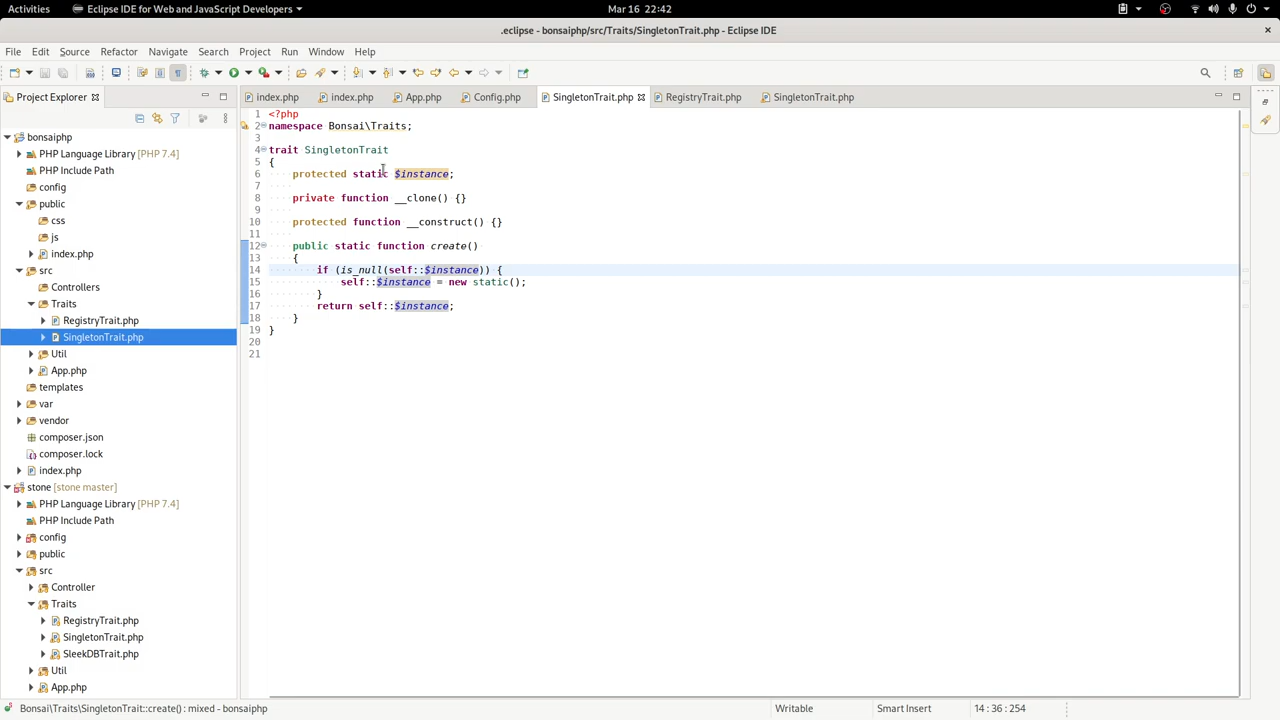 Activities
Eclipse IDE for Web and JavaScript Developers
Mar 16 22:42
.eclipse - bonsaiphp/src/Traits/SingletonTrait.php - Eclipse IDE
File Edit Source Refactor Navigate Search Project Run Window Help
Project Explorer
index.php
index.php
App.php
Config.php
SingletonTrait.php
RegistryTrait.php
SingletonTrait.php
bonsaiphp
PHP Language Library [PHP 7.4]
PHP Include Path
config
public
css
js
index.php
src
Controllers
Traits
RegistryTrait.php
SingletonTrait.php
Util
App.php
templates
var
vendor
composer.json
composer.lock
index.php
stone [stone master]
PHP Language Library [PHP 7.4]
PHP Include Path
config
public
src
Controller
Traits
RegistryTrait.php
SingletonTrait.php
SleekDBTrait.php
Util
App.php
1 <?php
2 namespace Bonsai\Traits;
3
4 trait SingletonTrait
5 {
6 protected static $instance;
7
8 private function __clone() {}
9
10 protected function __construct() {}
11
12 public static function create()
13 {
14 if (is_null(self::$instance)) {
15 self::$instance = new static();
16 }
17 return self::$instance;
18 }
19 }
20
21
Bonsai\Traits\SingletonTrait::create() : mixed - bonsaiphp
Writable
Smart Insert
14 : 36 : 254